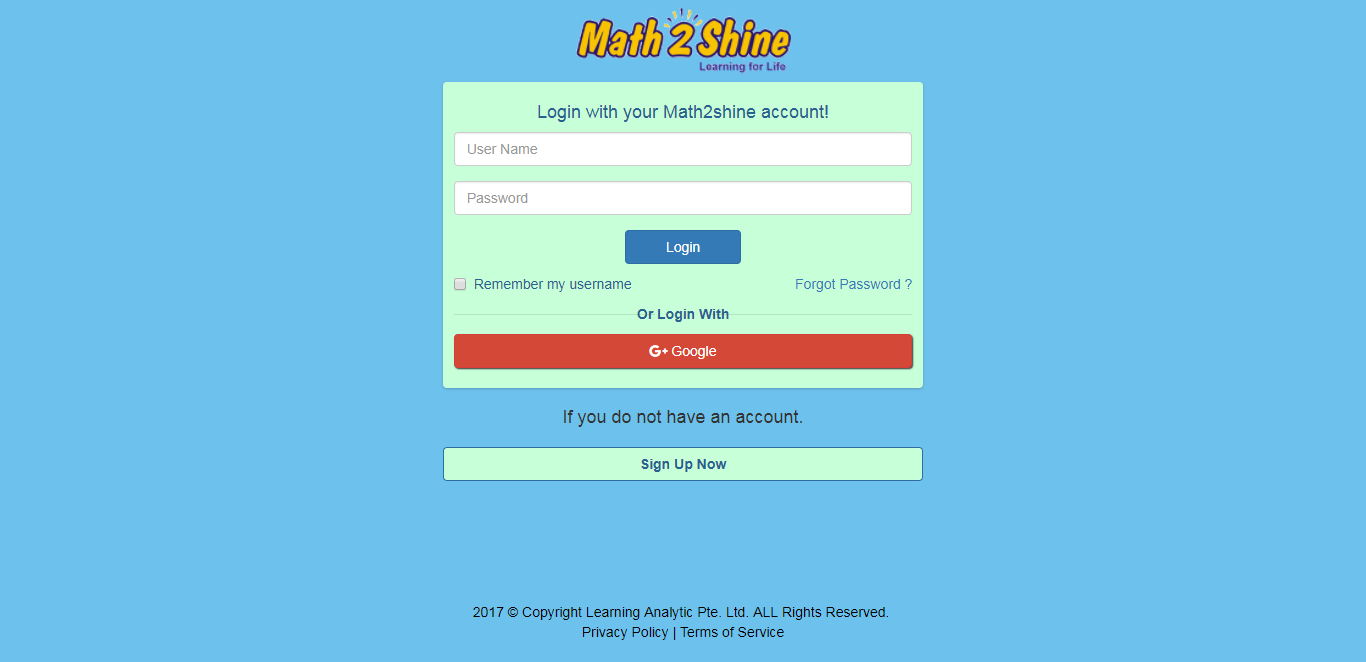 Math 2 Shine
Learning for Life
Login with your Math2shine account!
User Name
Password
Login
Remember my username
Forgot Password ?
Or Login With
G+ Google
If you do not have an account.
Sign Up Now
2017 © Copyright Learning Analytic Pte. Ltd. ALL Rights Reserved.
Privacy Policy | Terms of Service